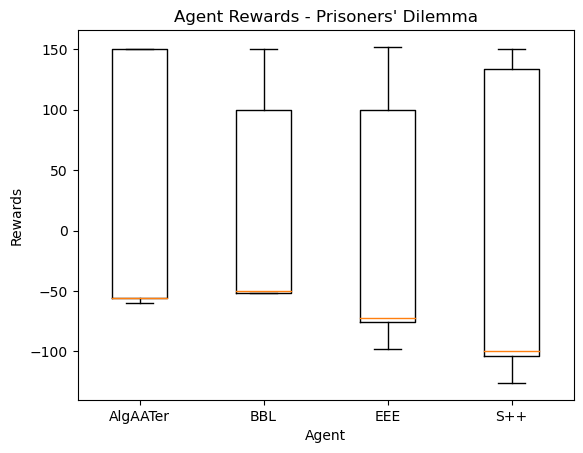 Agent Rewards - Prisoners' Dilemma
150
100
50
0
−50
−100
Rewards
AlgAATer BBL EEE S++
Agent